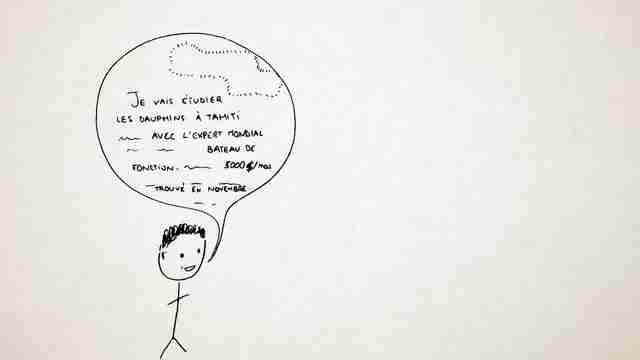 JE VAIS ÉTUDIER
LES DAUPHINS À TAHITI
AVEC L'EXPERT MONDIAL
BATEAU DE
FONCTION. 5000 $/mois
TROUVÉ EN NOVEMBRE